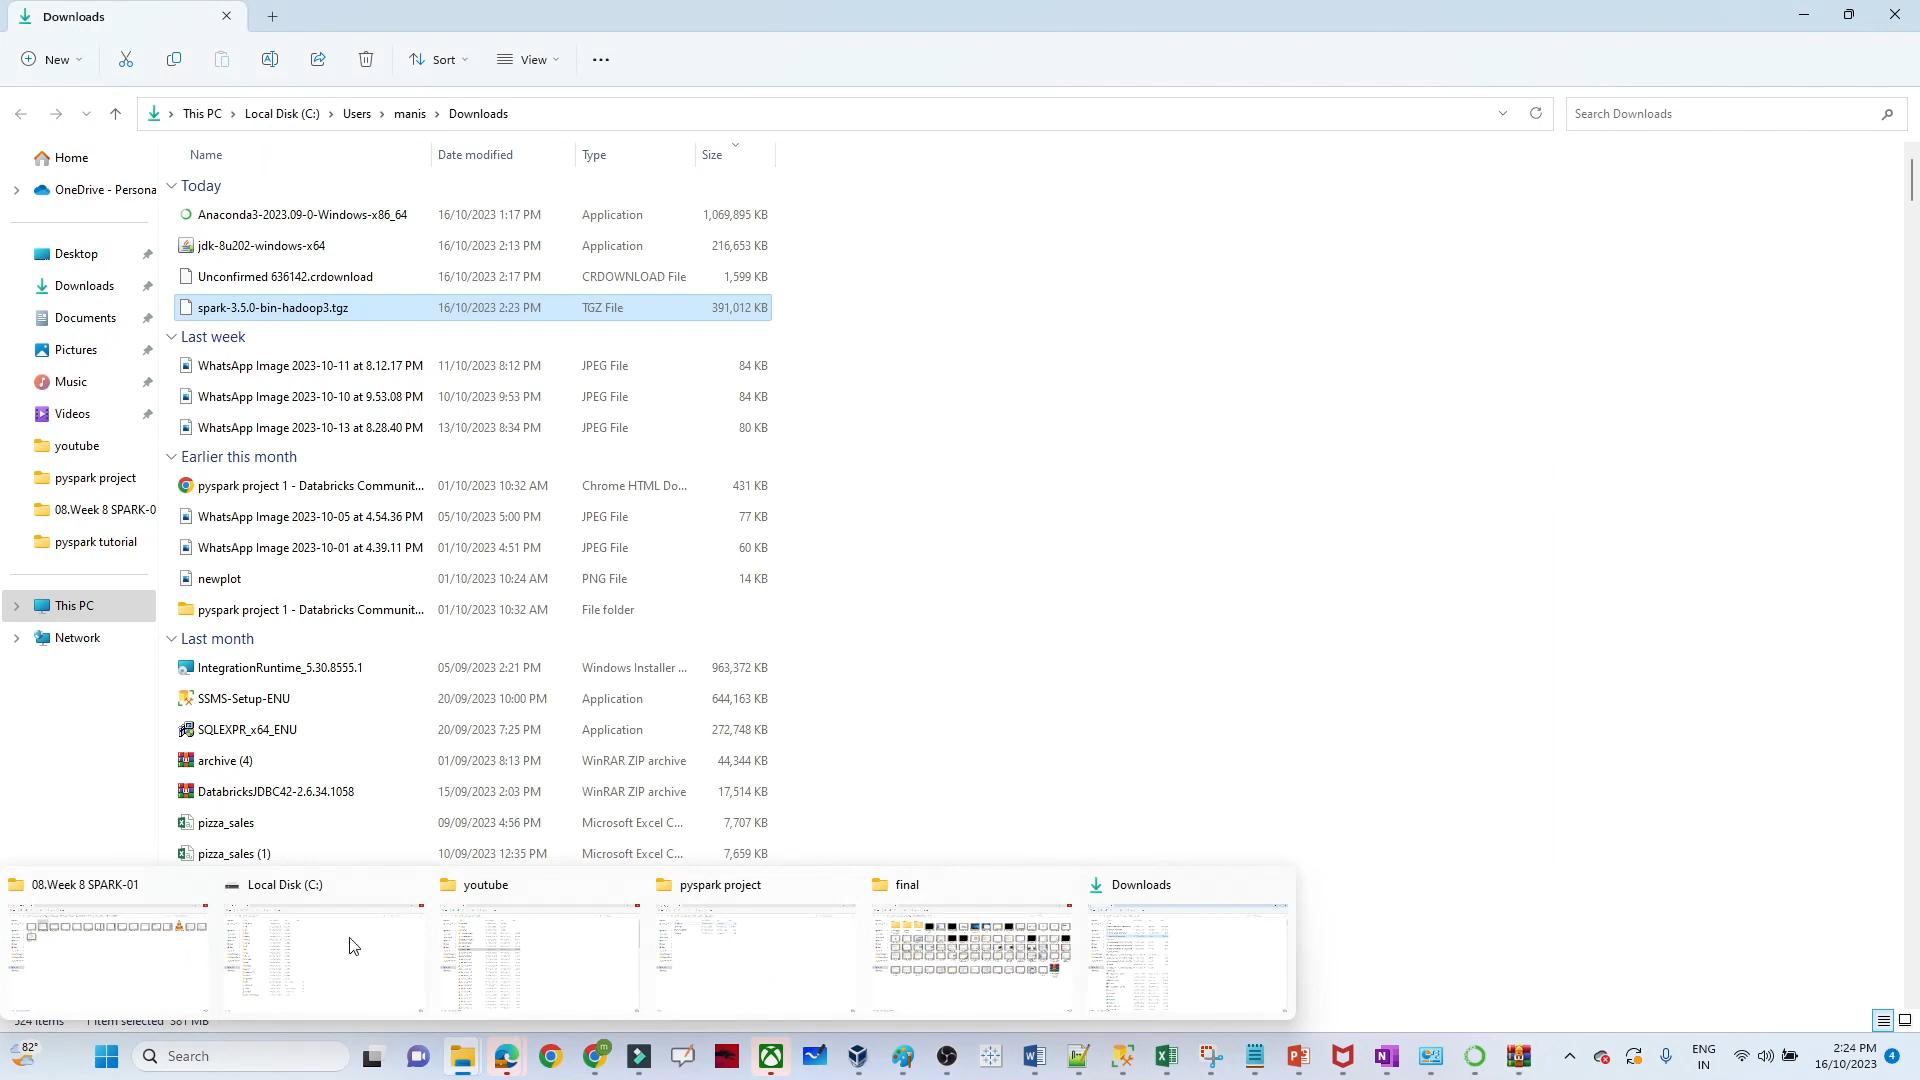 Downloads
New
Sort
View
This PC
Local Disk (C:)
Users
manis
Downloads
Search Downloads
Home
OneDrive - Persona
Desktop
Downloads
Documents
Pictures
Music
Videos
youtube
pyspark project
08.Week 8 SPARK-0
pyspark tutorial
This PC
Network
Name Date modified Type Size
Today
Anaconda3-2023.09-0-Windows-x86_64 16/10/2023 1:17 PM Application 1,069,895 KB
jdk-8u202-windows-x64 16/10/2023 2:13 PM Application 216,653 KB
Unconfirmed 636142.crdownload 16/10/2023 2:17 PM CRDOWNLOAD File 1,599 KB
spark-3.5.0-bin-hadoop3.tgz 16/10/2023 2:23 PM TGZ File 391,012 KB
Last week
WhatsApp Image 2023-10-11 at 8.12.17 PM 11/10/2023 8:12 PM JPEG File 84 KB
WhatsApp Image 2023-10-10 at 9.53.08 PM 10/10/2023 9:53 PM JPEG File 84 KB
WhatsApp Image 2023-10-13 at 8.28.40 PM 13/10/2023 8:34 PM JPEG File 80 KB
Earlier this month
pyspark project 1 - Databricks Communit... 01/10/2023 10:32 AM Chrome HTML Do... 431 KB
WhatsApp Image 2023-10-05 at 4.54.36 PM 05/10/2023 5:00 PM JPEG File 77 KB
WhatsApp Image 2023-10-01 at 4.39.11 PM 01/10/2023 4:51 PM JPEG File 60 KB
newplot 01/10/2023 10:24 AM PNG File 14 KB
pyspark project 1 - Databricks Communit... 01/10/2023 10:32 AM File folder
Last month
IntegrationRuntime_5.30.8555.1 05/09/2023 2:21 PM Windows Installer ... 963,372 KB
SSMS-Setup-ENU 20/09/2023 10:00 PM Application 644,163 KB
SQLEXPR_x64_ENU 20/09/2023 7:25 PM Application 272,748 KB
archive (4) 01/09/2023 8:13 PM WinRAR ZIP archive 44,344 KB
DatabricksJDBC42-2.6.34.1058 15/09/2023 2:03 PM WinRAR ZIP archive 17,514 KB
pizza_sales 09/09/2023 4:56 PM Microsoft Excel C... 7,707 KB
pizza_sales (1) 10/09/2023 12:35 PM Microsoft Excel C... 7,659 KB
08.Week 8 SPARK-01
Local Disk (C:)
youtube
pyspark project
final
Downloads
524 items 1 item selected 381 MB
82°
Search
ENG
IN
2:24 PM
16/10/2023
4